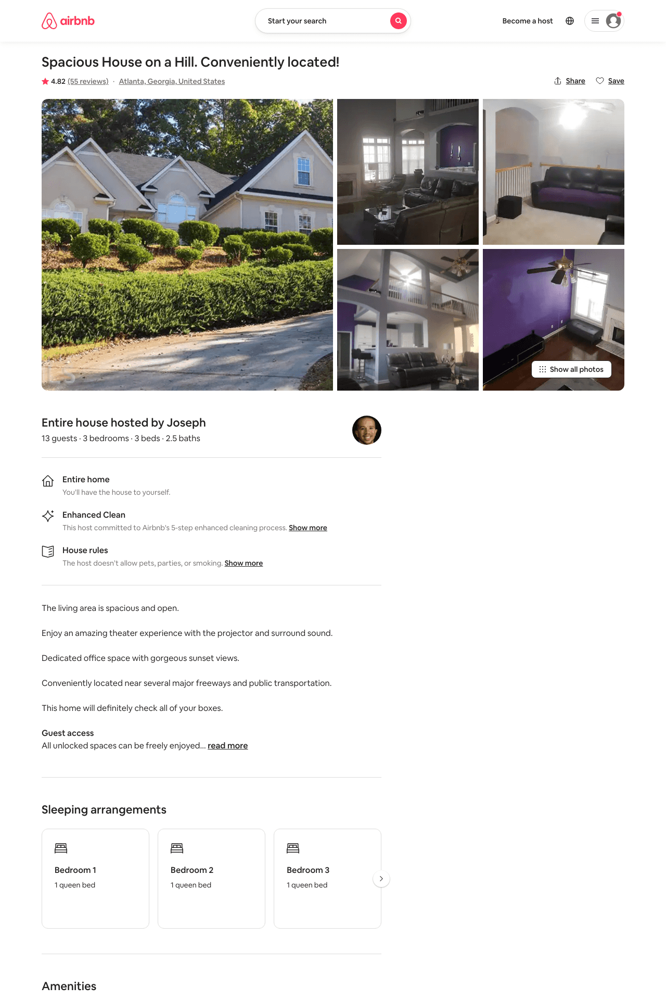 airbnb
Start your search
Become a host
Spacious House on a Hill. Conveniently located!
4.82 (55 reviews) · Atlanta, Georgia, United States
Share
Save
LS
Show all photos
Entire house hosted by Joseph
13 guests · 3 bedrooms · 3 beds · 2.5 baths
Entire home
You’ll have the house to yourself.
Enhanced Clean
This host committed to Airbnb's 5-step enhanced cleaning process. Show more
House rules
The host doesn’t allow pets, parties, or smoking. Show more
The living area is spacious and open.
Enjoy an amazing theater experience with the projector and surround sound.
Dedicated office space with gorgeous sunset views.
Conveniently located near several major freeways and public transportation.
This home will definitely check all of your boxes.
Guest access
All unlocked spaces can be freely enjoyed... read more
Sleeping arrangements
Bedroom 1
1 queen bed
Bedroom 2
1 queen bed
Bedroom 3
1 queen bed
Amenities